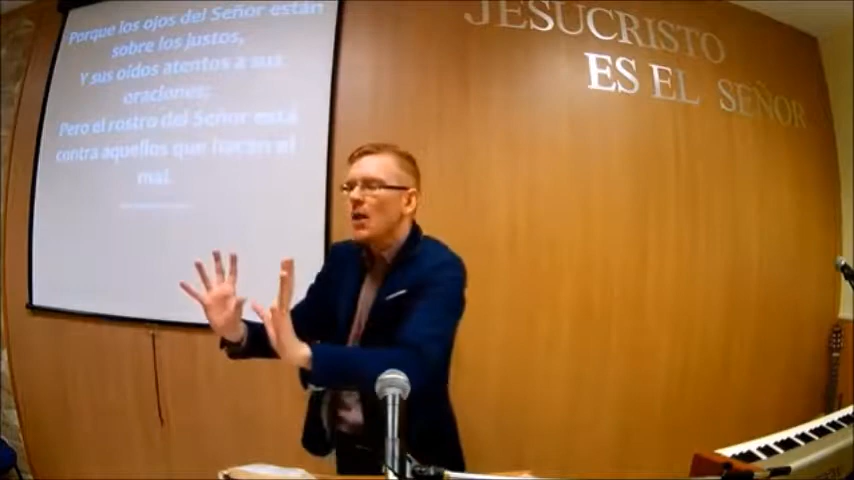 Porque los ojos del Señor están
sobre los justos,
Y sus oídos atentos a sus
oraciones;
Pero el rostro del Señor está
contra aquellos que hacen el
mal.
JESUCRISTO
ES EL SEÑOR